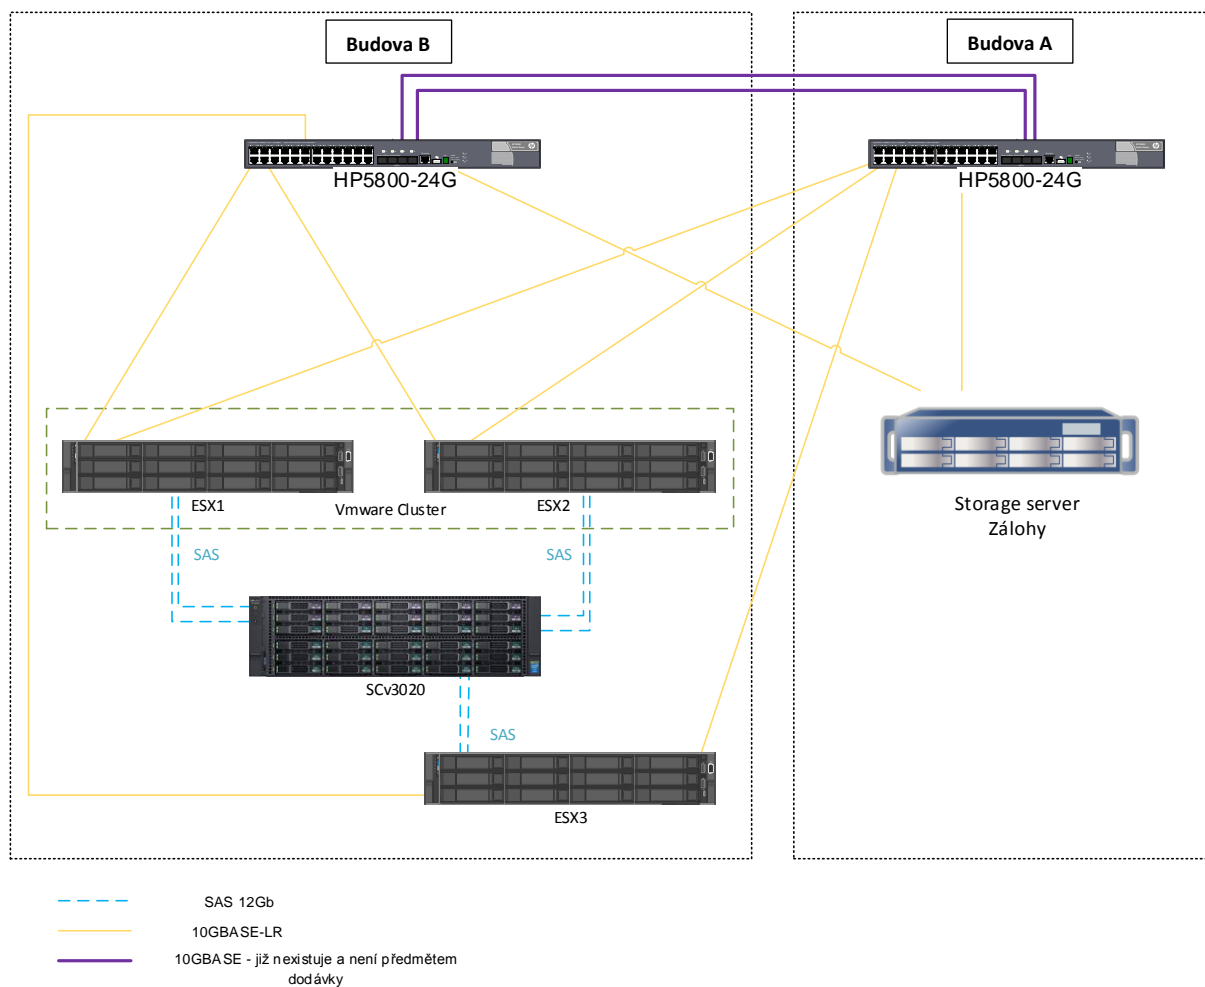 Budova B
Budova A
HP5800-24G
HP5800-24G
ESX1
Vmware Cluster
ESX2
Storage server
Zálohy
SAS
SAS
SCv3020
SAS
ESX3
SAS 12Gb
10GBASE-LR
10GBASE - již nexistuje a není předmětem
dodávky